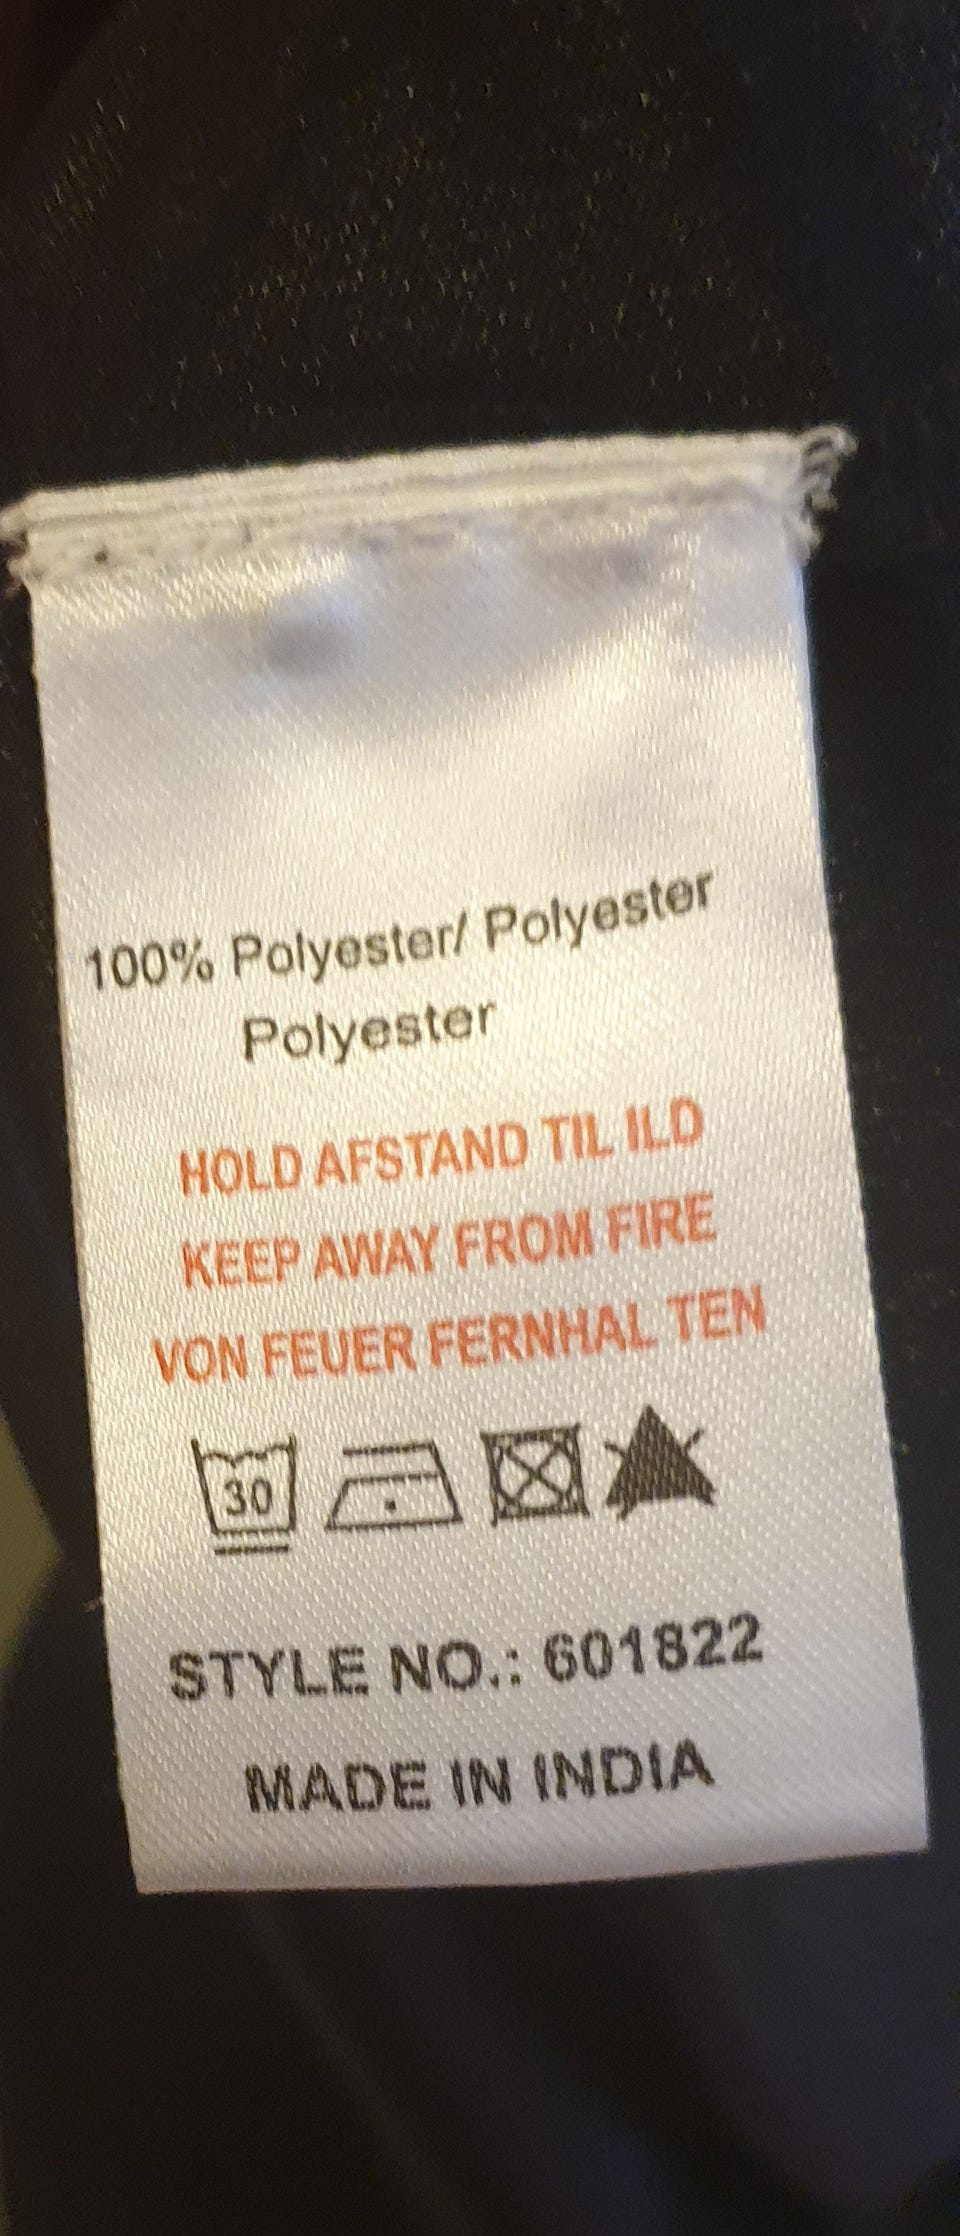 100% Polyester/ Polyester
Polyester
HOLD AFSTAND TIL ILD
KEEP AWAY FROM FIRE
VON FEUER FERNHAL TEN
30
STYLE NO.: 601822
MADE IN INDIA